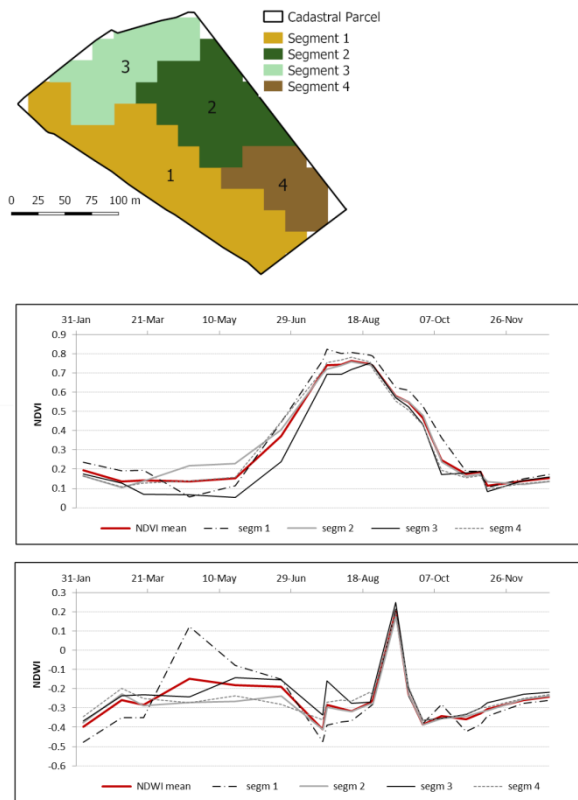 Cadastral Parcel
Segment 1
Segment 2
Segment 3
Segment 4
3
2
1
4
0 25 50 75 100 m
31-Jan 21-Mar 10-May 29-Jun 18-Aug 07-Oct 26-Nov
0.9
0.8
0.7
0.6
0.5
0.4
0.3
0.2
0.1
0
NDVI
NDVI mean segm 1 segm 2 segm 3 segm 4
31-Jan 21-Mar 10-May 29-Jun 18-Aug 07-Oct 26-Nov
0.3
0.2
0.1
0
-0.1
-0.2
-0.3
-0.4
-0.5
-0.6
NDWI
NDWI mean segm 1 segm 2 segm 3 segm 4